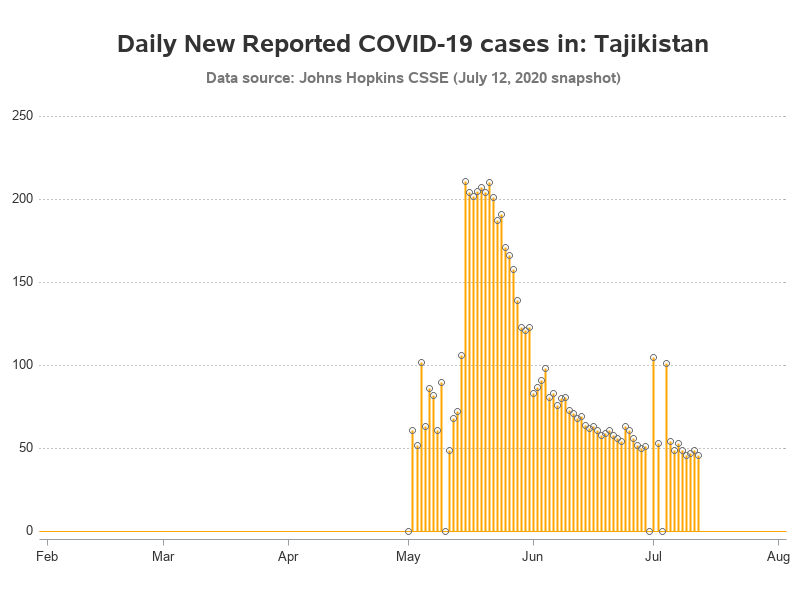 Daily New Reported COVID-19 cases in: Tajikistan
Data source: Johns Hopkins CSSE (July 12, 2020 snapshot)
250
200
150
100
50
0
Feb Mar Apr May Jun Jul Aug